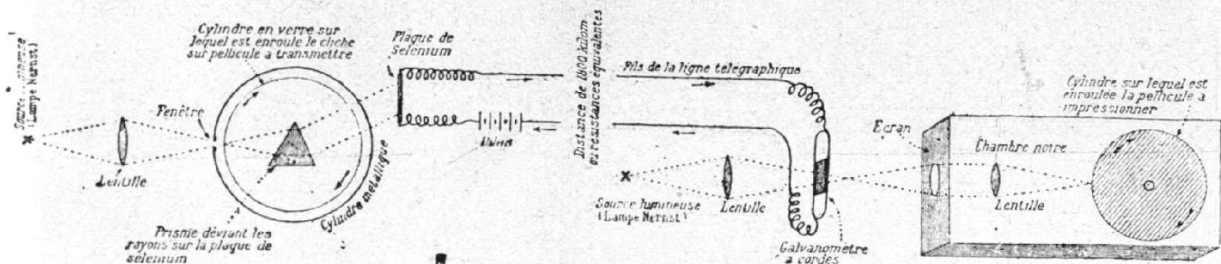 Source lumineuse
(Lampe Nernst)
Lentille
Fenêtre
Cylindre en verre sur
lequel est enroulé le cliché
sur pellicule a transmettre
Prisme déviant les
rayons sur la plaque de
sélénium
Cylindre métallique
Plaque de
Sélénium
Distance de 1800 kilom
ou résistances équivalentes
Fils de la ligne télégraphique
Source lumineuse
(Lampe Nernst)
Lentille
Galvanomètre
a cordes
Ecran
Chambre noire
Lentille
Cylindre sur lequel est
enroulée la pellicule à
impressionner